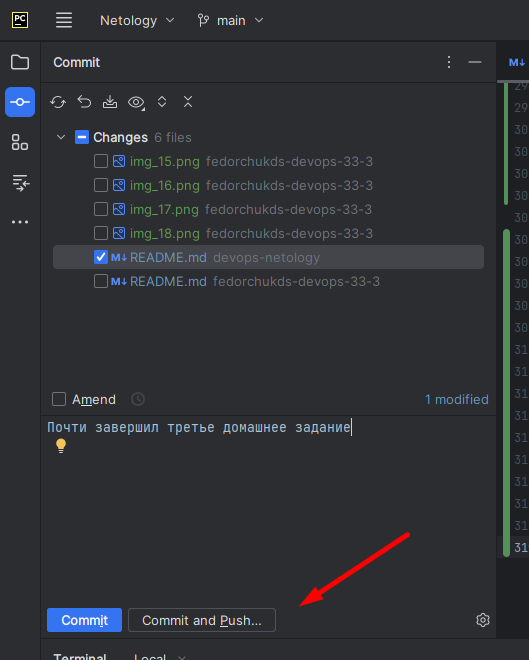 PC Netology main
Commit
Changes 6 files
img_15.png fedorchukds-devops-33-3
img_16.png fedorchukds-devops-33-3
img_17.png fedorchukds-devops-33-3
img_18.png fedorchukds-devops-33-3
M↓ README.md devops-netology
M↓ README.md fedorchukds-devops-33-3
Amend 1 modified
Почти завершил третье домашнее задание
Commit Commit and Push...
Terminal Local
M↓
29
29
30
30
30
30
30
30
30
30
30
30
31
31
31
31
31
31
31
31
31
31